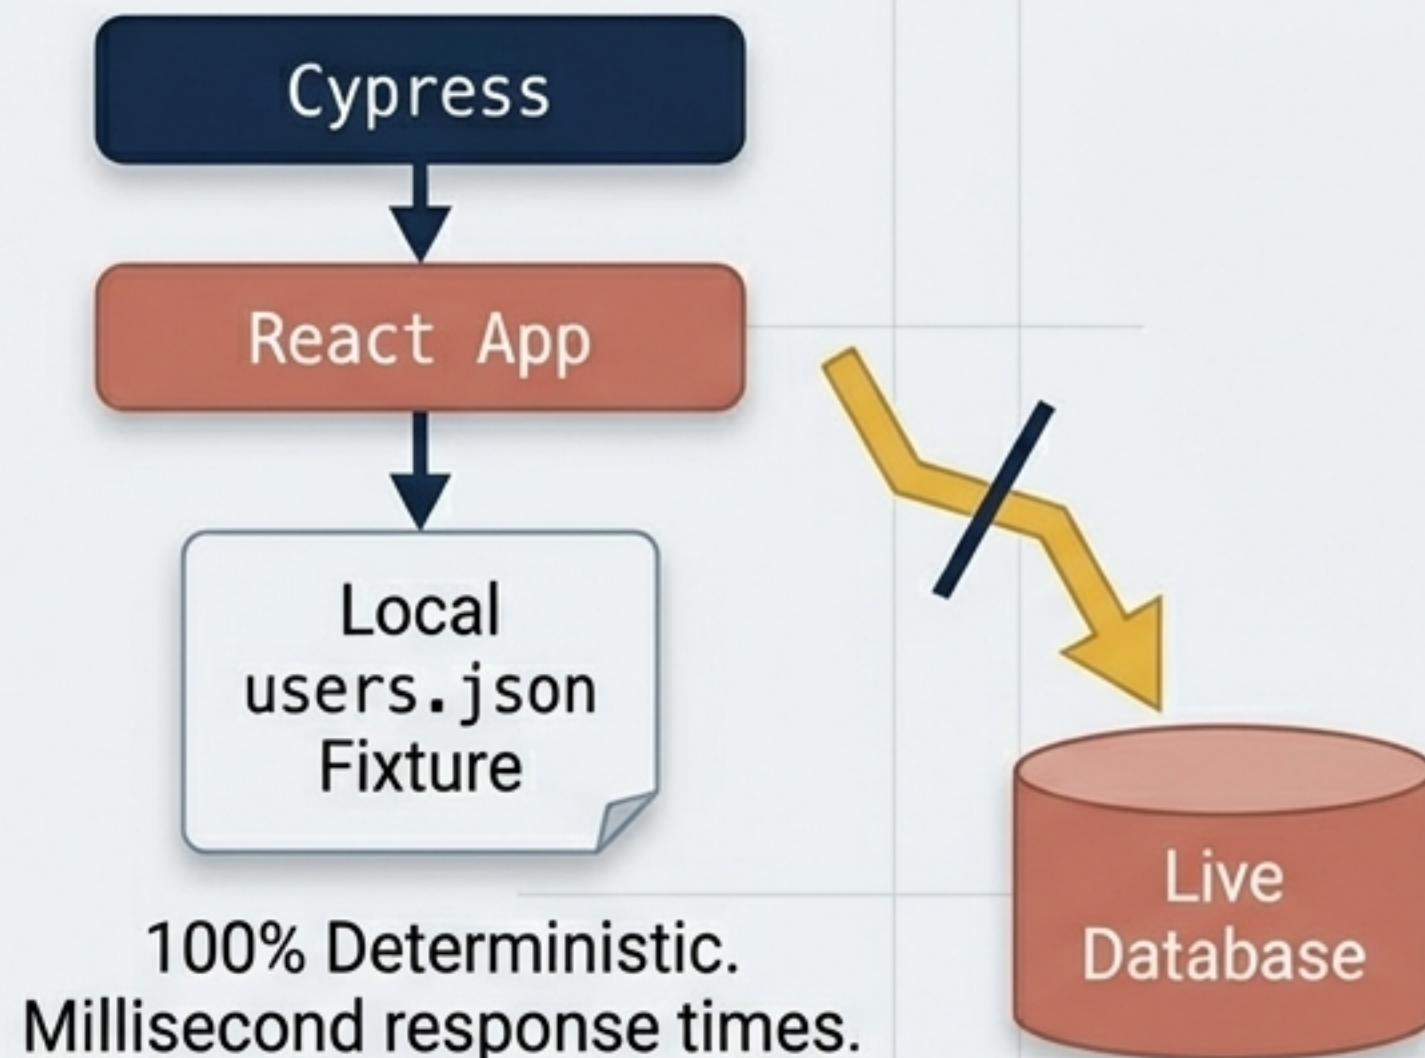 Cypress
React App
Local
users.json
Fixture
100% Deterministic.
Millisecond response times.
Live
Database